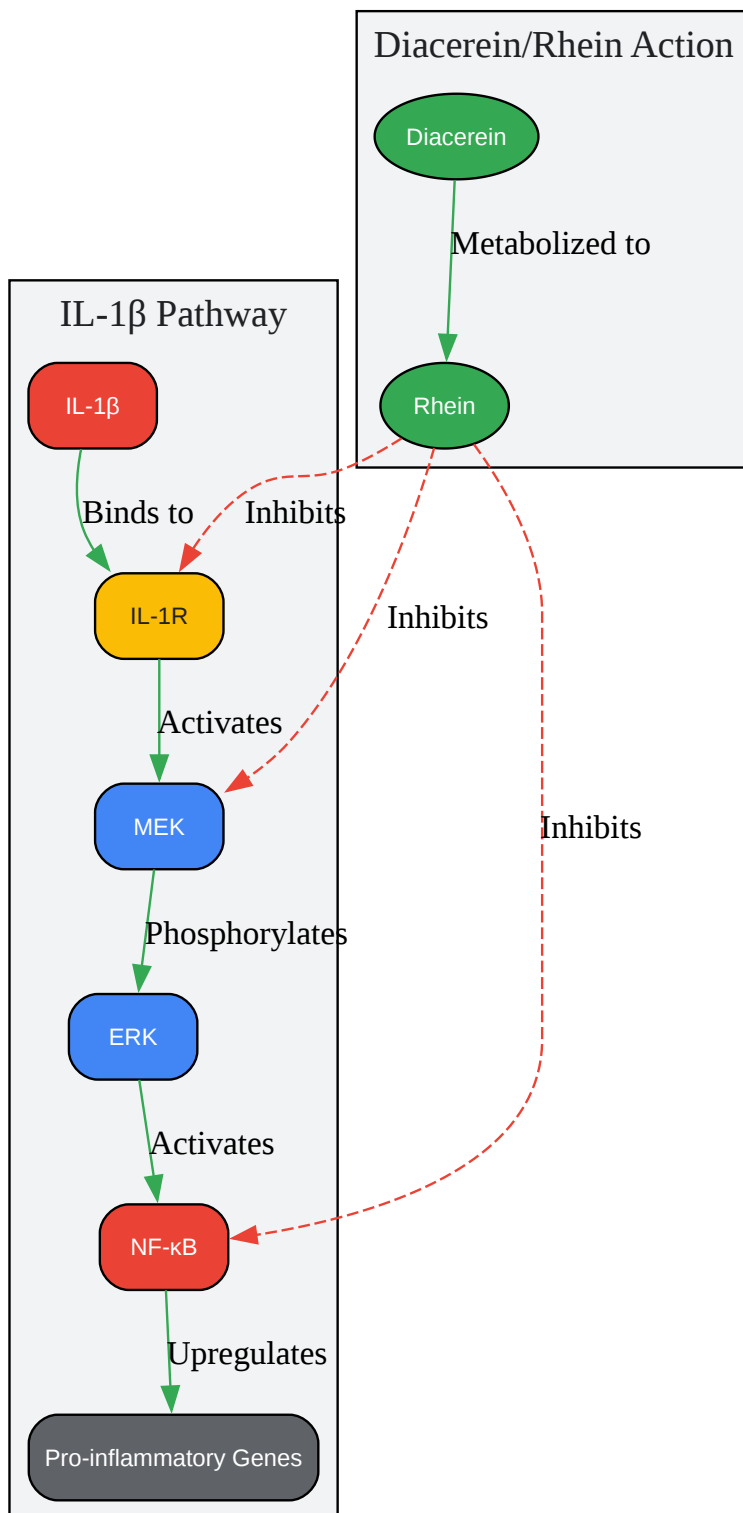 Diacerein/Rhein Action
Diacerein
Metabolized to
Rhein
IL-1β Pathway
IL-1β
Binds to
Inhibits
IL-1R
Inhibits
Activates
MEK
Inhibits
Phosphorylates
ERK
Activates
NF-κB
Upregulates
Pro-inflammatory Genes